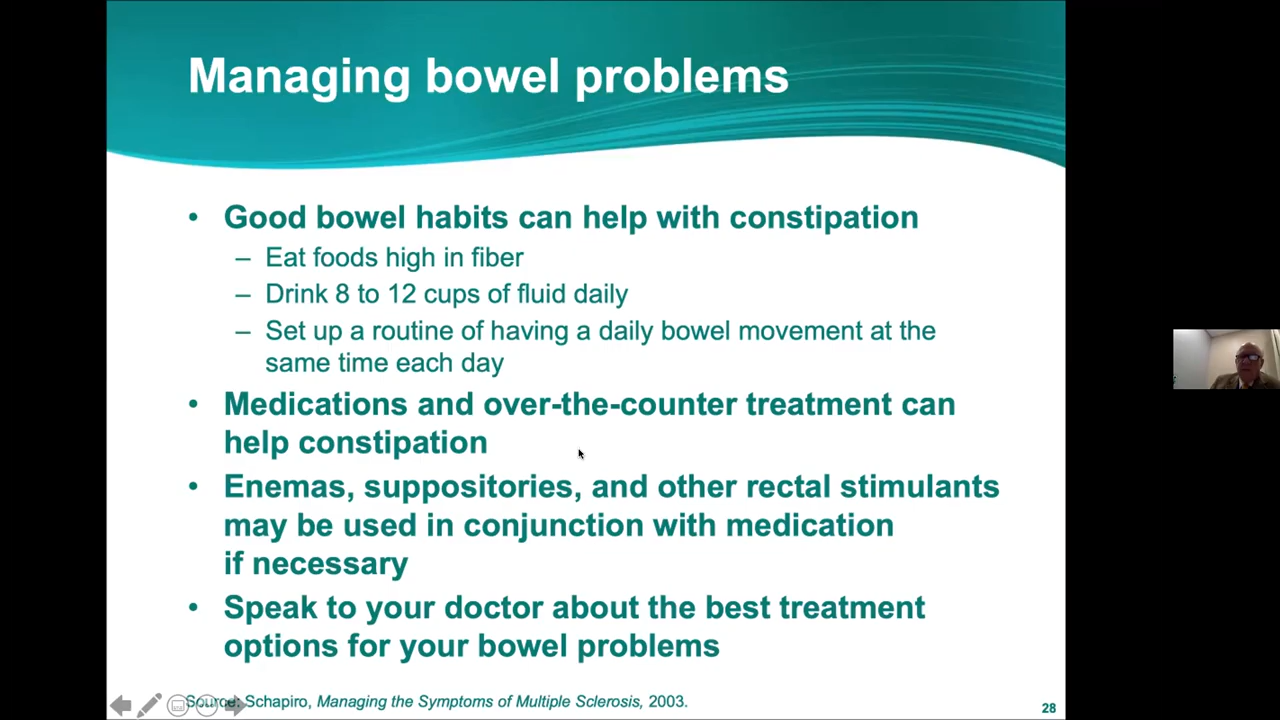 Managing bowel problems
• Good bowel habits can help with constipation
– Eat foods high in fiber
– Drink 8 to 12 cups of fluid daily
– Set up a routine of having a daily bowel movement at the
same time each day
• Medications and over-the-counter treatment can
help constipation
• Enemas, suppositories, and other rectal stimulants
may be used in conjunction with medication
if necessary
• Speak to your doctor about the best treatment
options for your bowel problems
Source: Schapiro, Managing the Symptoms of Multiple Sclerosis, 2003.
28